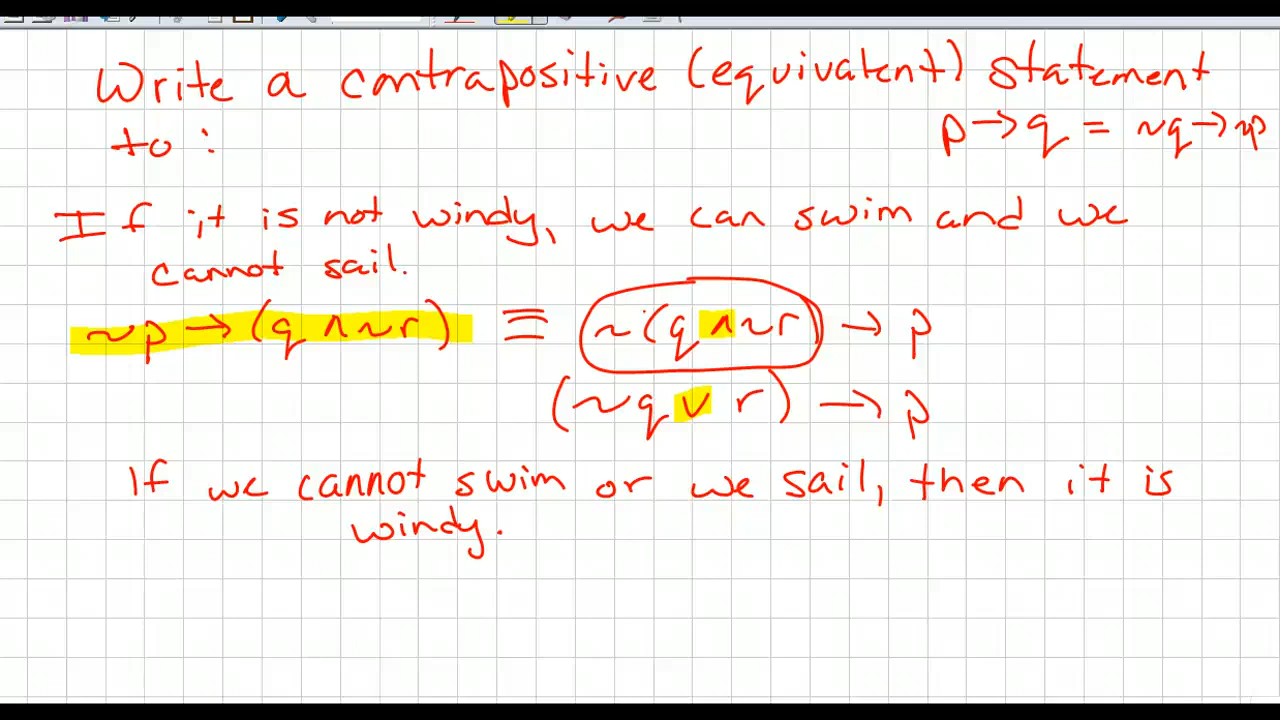 Write a contrapositive (equivalent) statement
to :
p → q = ~q → ~p
If it is not windy, we can swim and we
cannot sail.
~p → (q ∧ ~r) ≡ ~(q ∧ ~r) → p
(~q ∨ r) → p
If we cannot swim or we sail, then it is
windy.